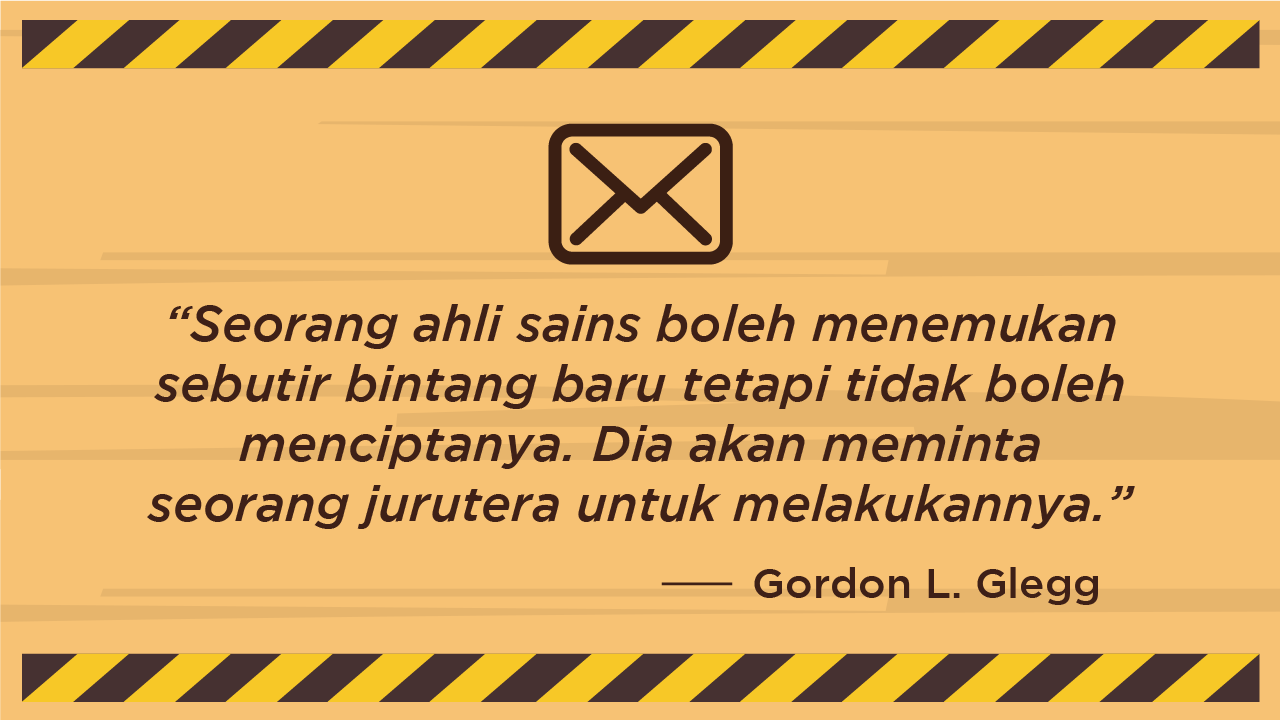 “Seorang ahli sains boleh menemukan
sebutir bintang baru tetapi tidak boleh
menciptanya. Dia akan meminta
seorang jurutera untuk melakukannya.”
— Gordon L. Glegg